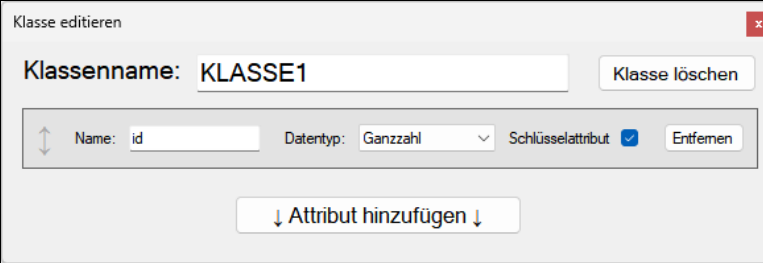 Klasse editieren
x
Klassenname: KLASSE1 Klasse löschen
↕ Name: id Datentyp: Ganzzahl Schlüsselattribut ✓ Entfernen
↓ Attribut hinzufügen ↓